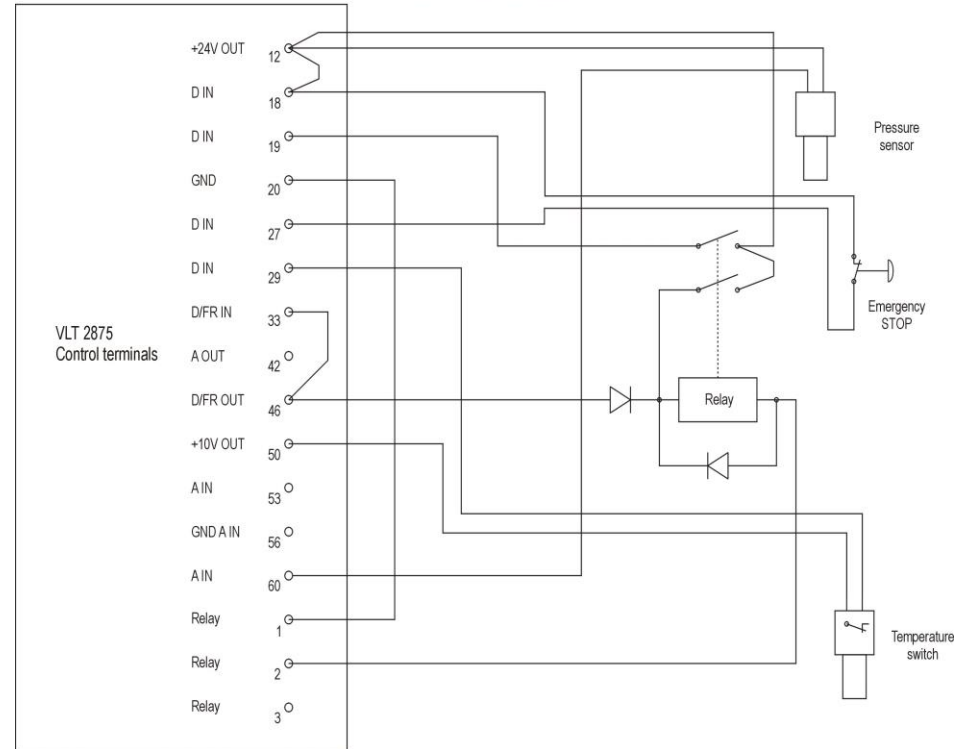 +24V OUT 12
D IN 18
D IN 19
GND 20
D IN 27
D IN 29
D/FR IN 33
A OUT 42
D/FR OUT 46
+10V OUT 50
A IN 53
GND A IN 56
A IN 60
Relay 1
Relay 2
Relay 3
VLT 2875
Control terminals
Pressure
sensor
Emergency
STOP
Relay
Temperature
switch